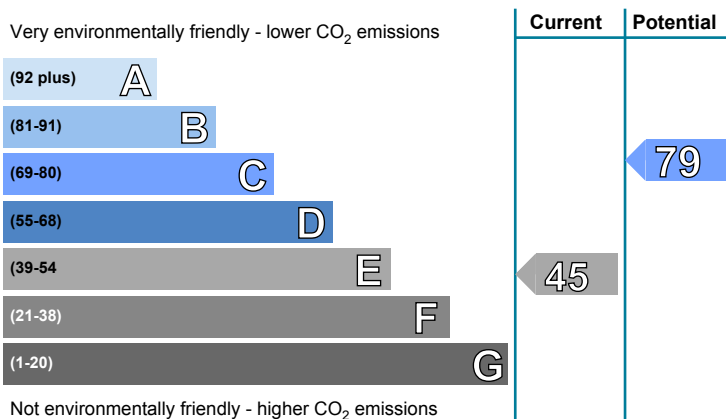 Very environmentally friendly - lower CO2 emissions
Current
Potential
(92 plus) A
(81-91) B
(69-80) C
79
(55-68) D
(39-54 E
45
(21-38) F
(1-20) G
Not environmentally friendly - higher CO2 emissions